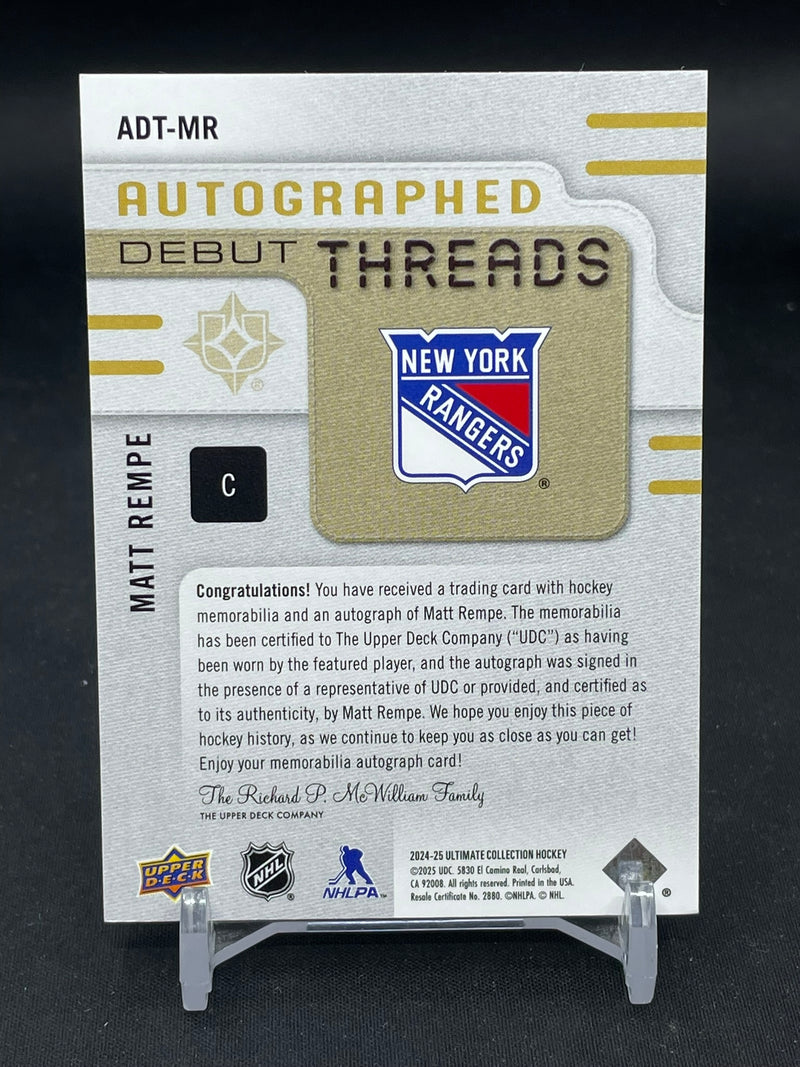 ADT-MR
AUTOGRAPHED
DEBUT THREADS
®
NEW YORK
RANGERS
®
MATT REMPE
C
Congratulations! You have received a trading card with hockey
memorabilia and an autograph of Matt Rempe. The memorabilia
has been certified to The Upper Deck Company (“UDC”) as having
been worn by the featured player, and the autograph was signed in
the presence of a representative of UDC or provided, and certified as
to its authenticity, by Matt Rempe. We hope you enjoy this piece of
hockey history, as we continue to keep you as close as you can get!
Enjoy your memorabilia autograph card!
The Richard P. McWilliam Family
THE UPPER DECK COMPANY
UPPER
D•E•C•K
NHL ®
NHLPA™
2024-25 ULTIMATE COLLECTION HOCKEY
©2025 UDC. 5830 El Camino Real, Carlsbad,
CA 92008. All rights reserved. Printed in the USA.
Resale Certificate No. 2880. ©NHLPA. © NHL.
®